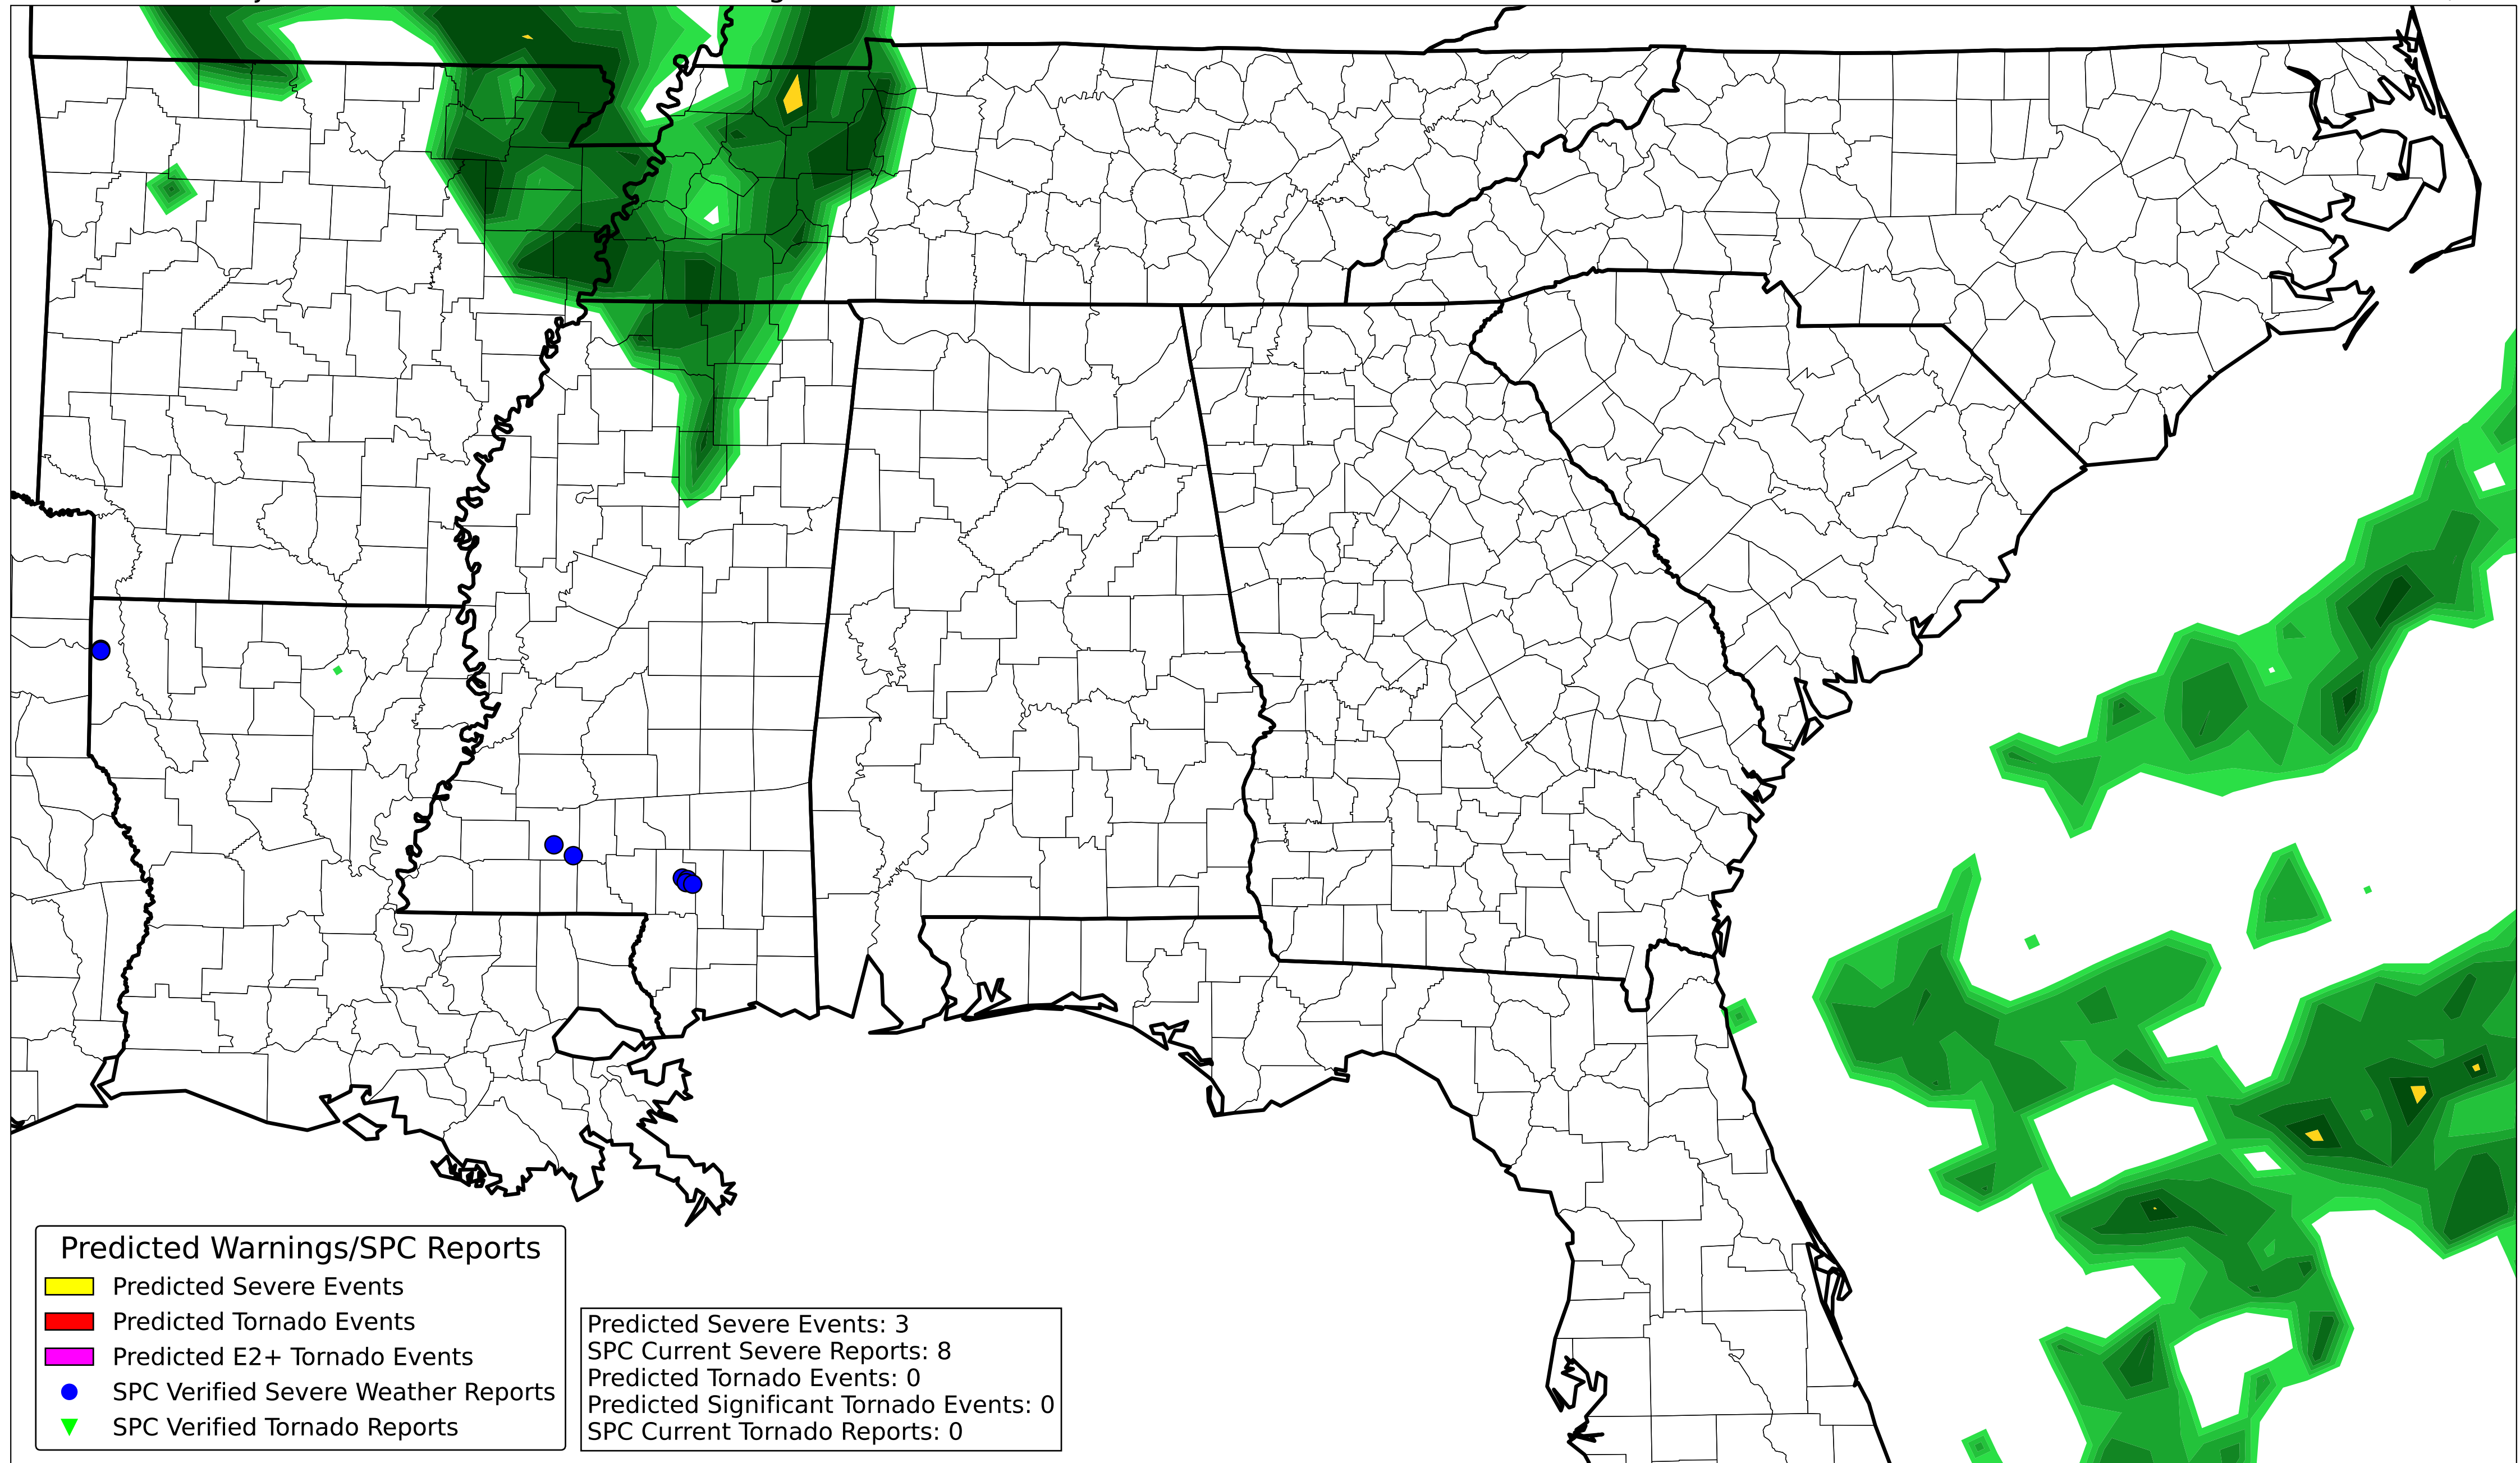 Predicted Warnings/SPC Reports
Predicted Severe Events
Predicted Tornado Events
Predicted E2+ Tornado Events
SPC Verified Severe Weather Reports
SPC Verified Tornado Reports
Predicted Severe Events: 3
SPC Current Severe Reports: 8
Predicted Tornado Events: 0
Predicted Significant Tornado Events: 0
SPC Current Tornado Reports: 0